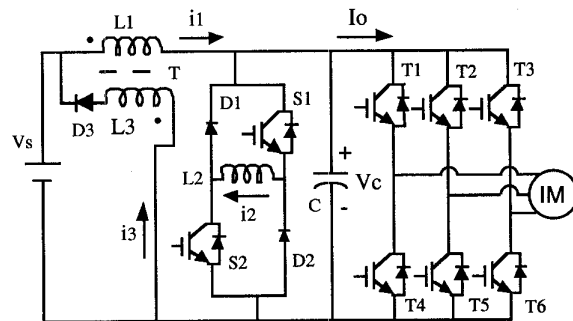 L1
i1
Io
T
D3
L3
Vs
i3
D1
S1
L2
i2
S2
D2
+
Vc
C
-
T1
T2
T3
IM
T4
T5
T6